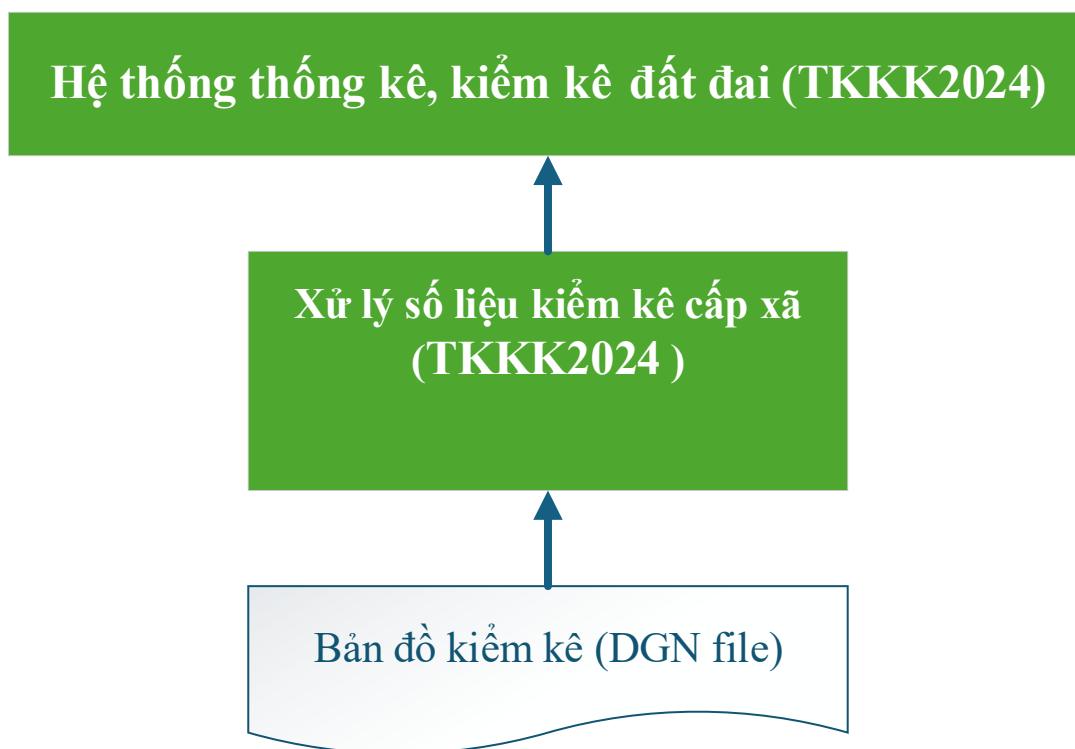 Hệ thống thống kê, kiểm kê đất đai (TKKK2024)
Xử lý số liệu kiểm kê cấp xã
(TKKK2024 )
Bản đồ kiểm kê (DGN file)